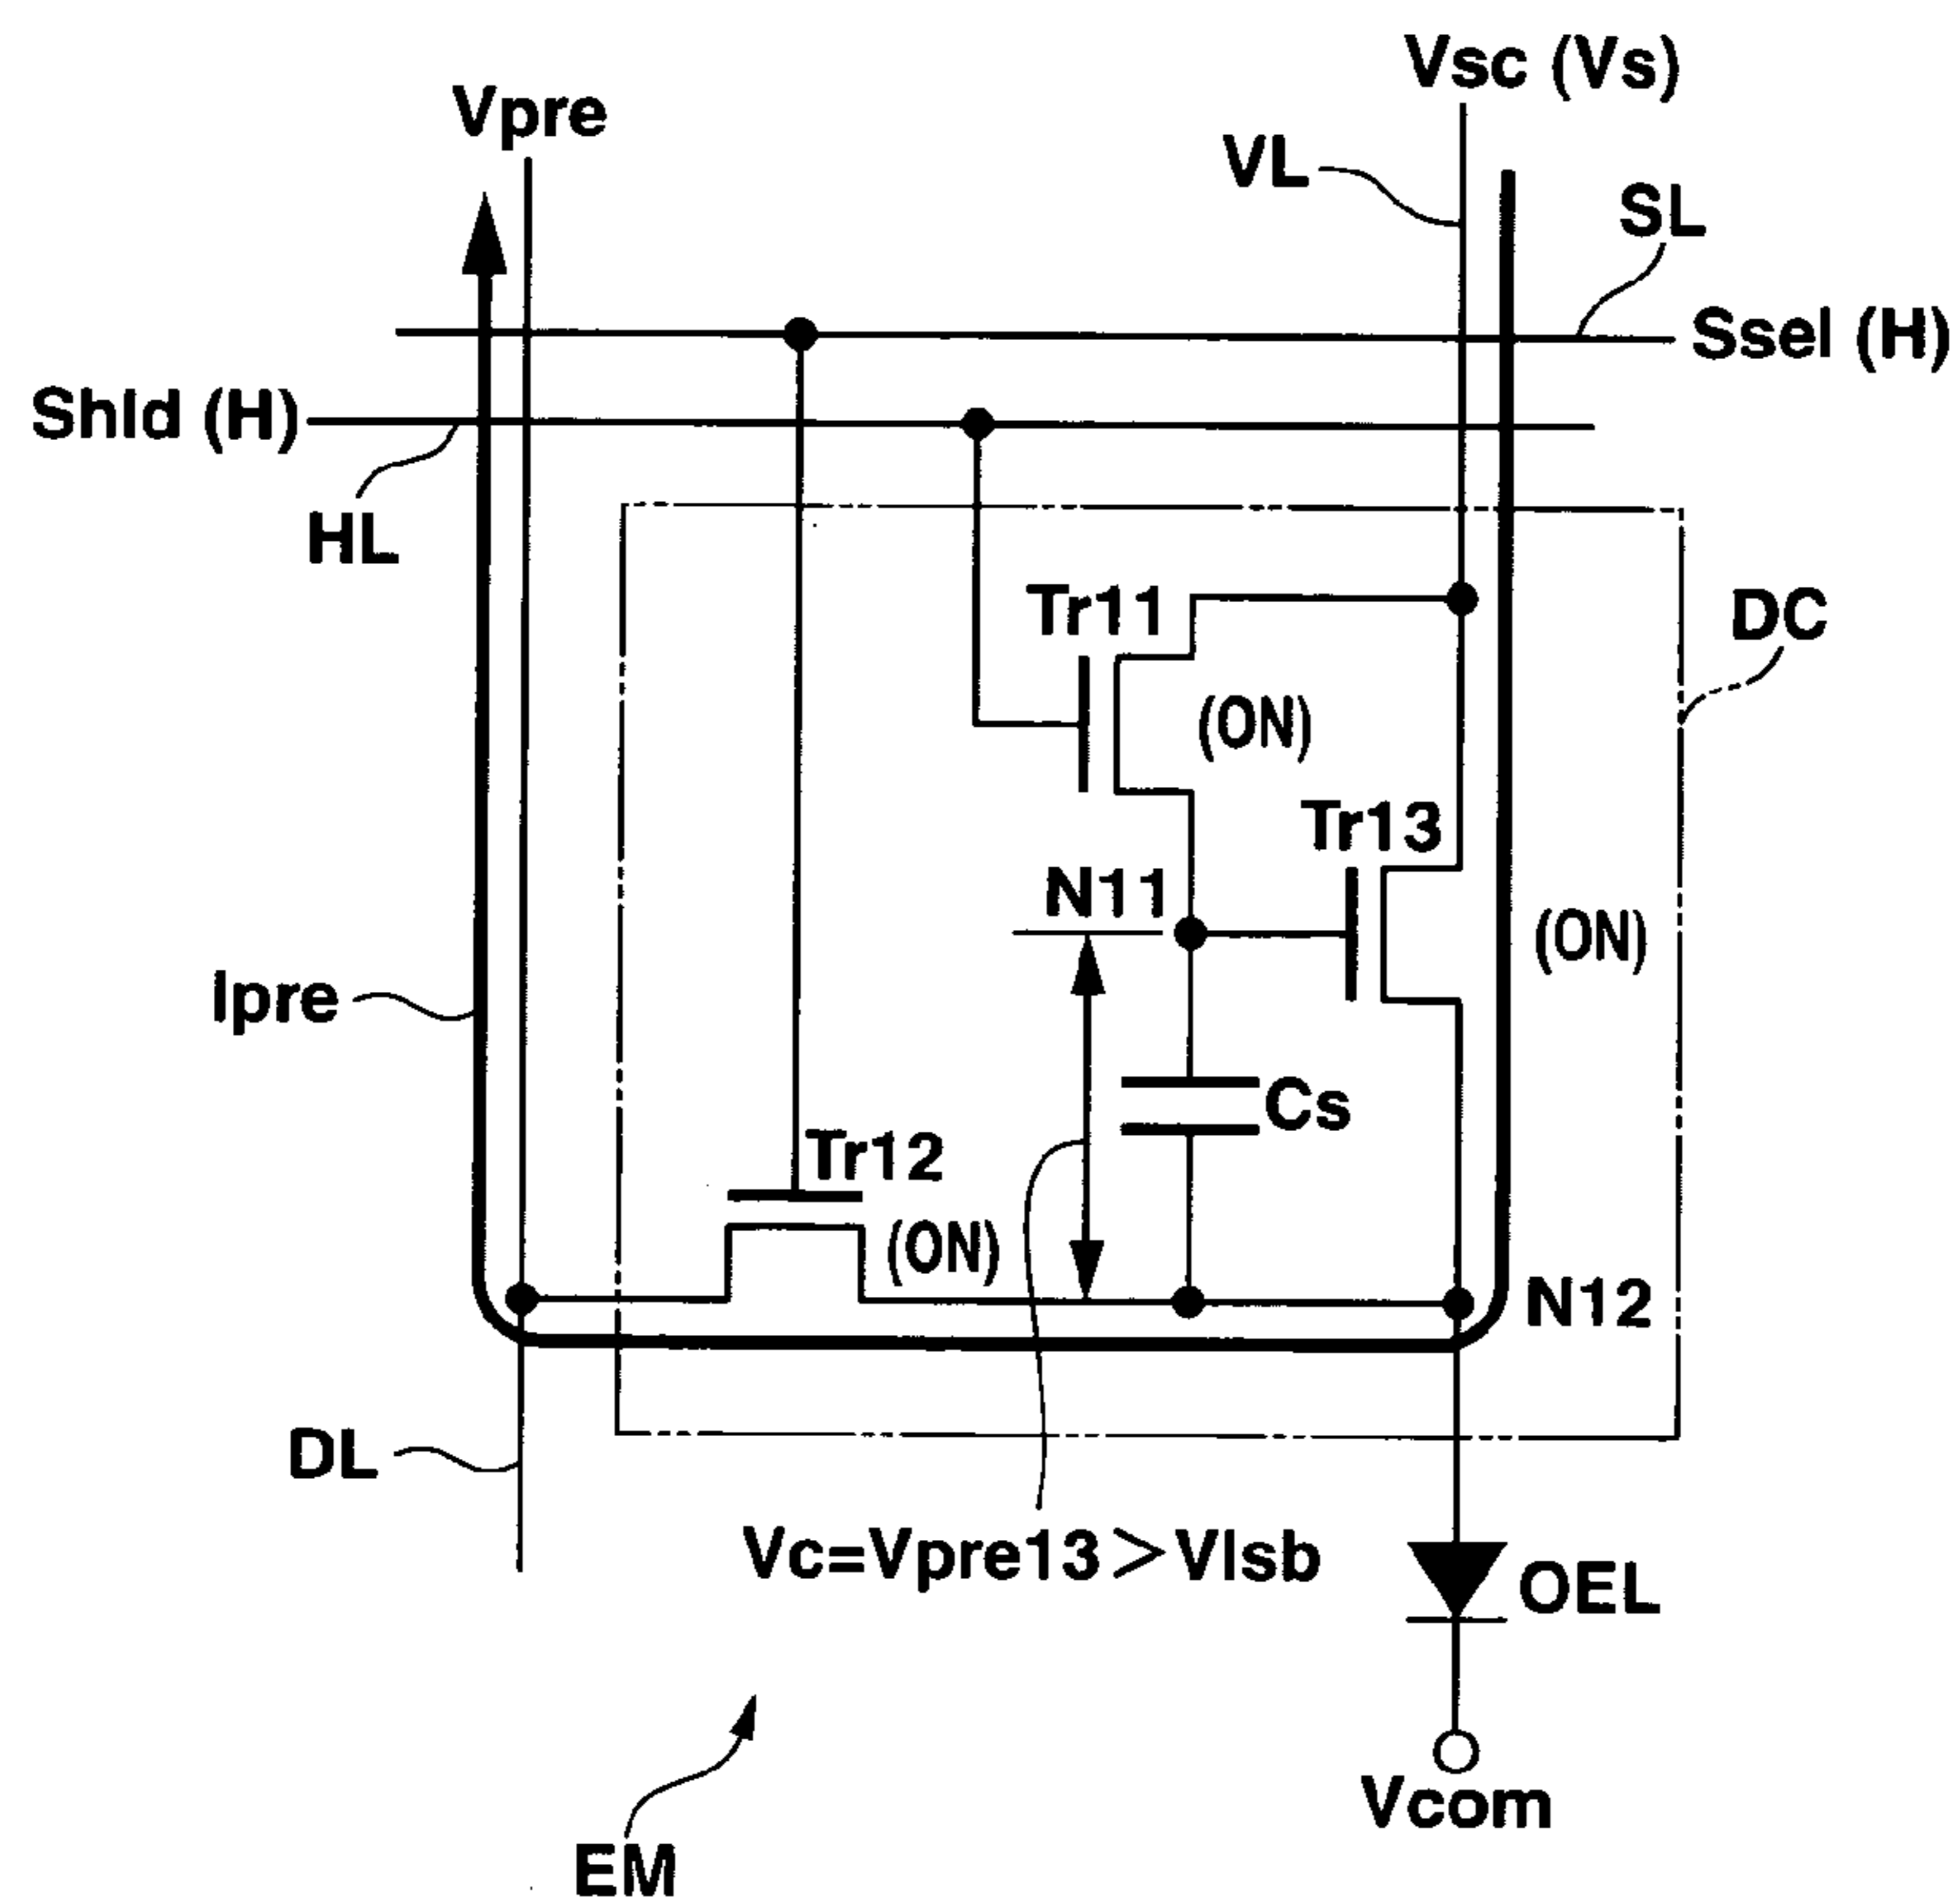 Vsc (Vs)
Vpre
VL
SL
Ssel (H)
Shld (H)
HL
Tr11
DC
(ON)
Tr13
N11
(ON)
Ipre
Cs
Tr12
(ON)
N12
DL
Vc=Vpre13>Vlsb
OEL
Vcom
EM